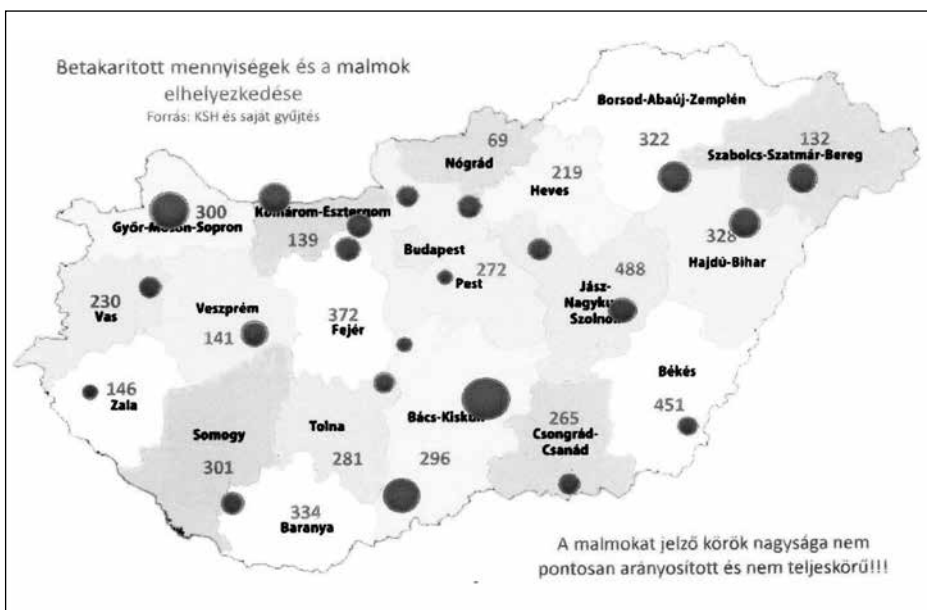 Betakarított mennyiségek és a malmok
elhelyezkedése
Forrás: KSH és saját gyűjtés
Borsod-Abaúj-Zemplén
322
132
Szabolcs-Szatmár-Bereg
69
Nógrád
219
Heves
300
Győr-Moson-Sopron
Komárom-Esztergom
139
Budapest
272
Pest
328
Hajdú-Bihar
488
Jász-
Nagykun
Szolnok
230
Vas
Veszprém
141
372
Fejér
146
Zala
Békés
451
Somogy
301
Tolna
281
Bács-Kiskun
296
265
Csongrád-
Csanád
334
Baranya
A malmokat jelző körök nagysága nem
pontosan arányosított és nem teljeskörű!!!